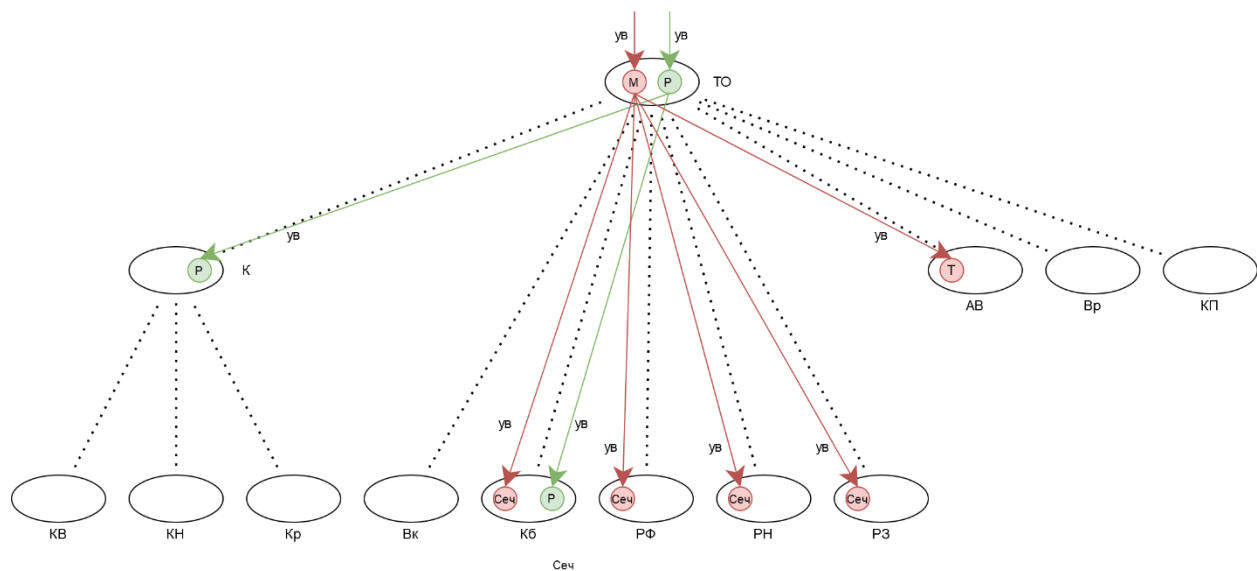 ув ув
М Р ТО
ув ув
Р К Т
АВ Вр КП
ув ув ув ув ув
Сеч Р Сеч Сеч Сеч
КВ КН Кр Вк Кб РФ РН РЗ
Сеч